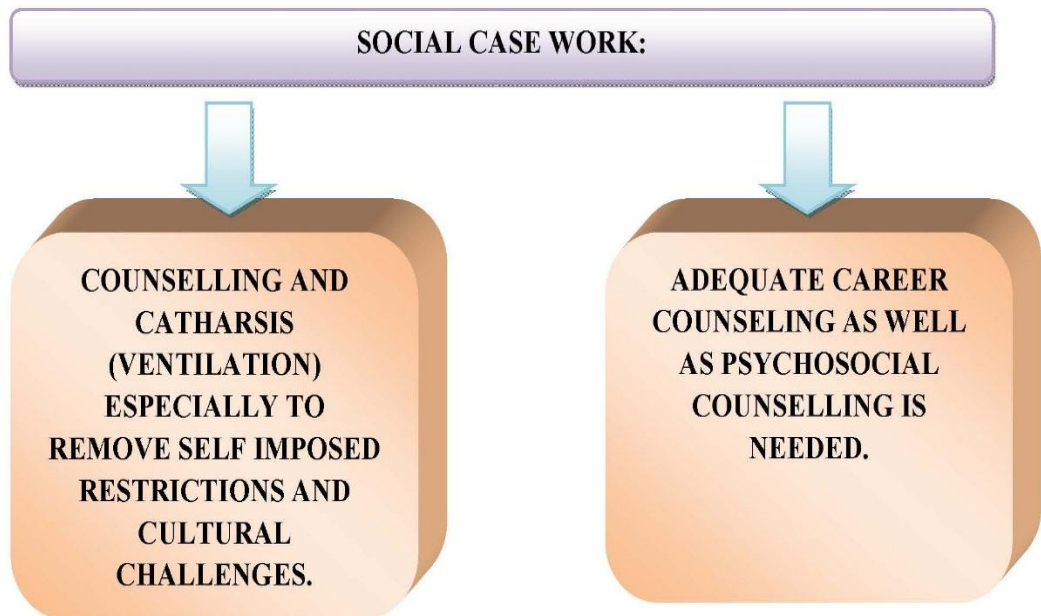 SOCIAL CASE WORK:
COUNSELLING AND
CATHARSIS
(VENTILATION)
ESPECIALLY TO
REMOVE SELF IMPOSED
RESTRICTIONS AND
CULTURAL
CHALLENGES.
ADEQUATE CAREER
COUNSELING AS WELL
AS PSYCHOSOCIAL
COUNSELLING IS
NEEDED.